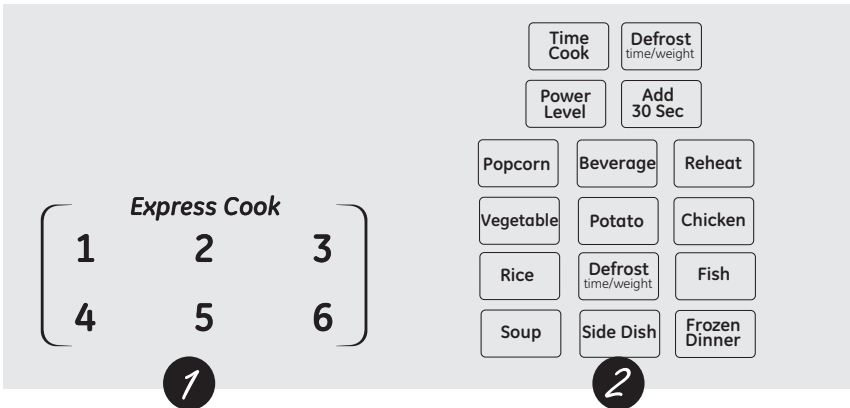 Express Cook
1 2 3
4 5 6
1
Time
Cook
Defrost
time/weight
Power
Level
Add
30 Sec
Popcorn
Beverage
Reheat
Vegetable
Potato
Chicken
Rice
Defrost
time/weight
Fish
Soup
Side Dish
Frozen
Dinner
2